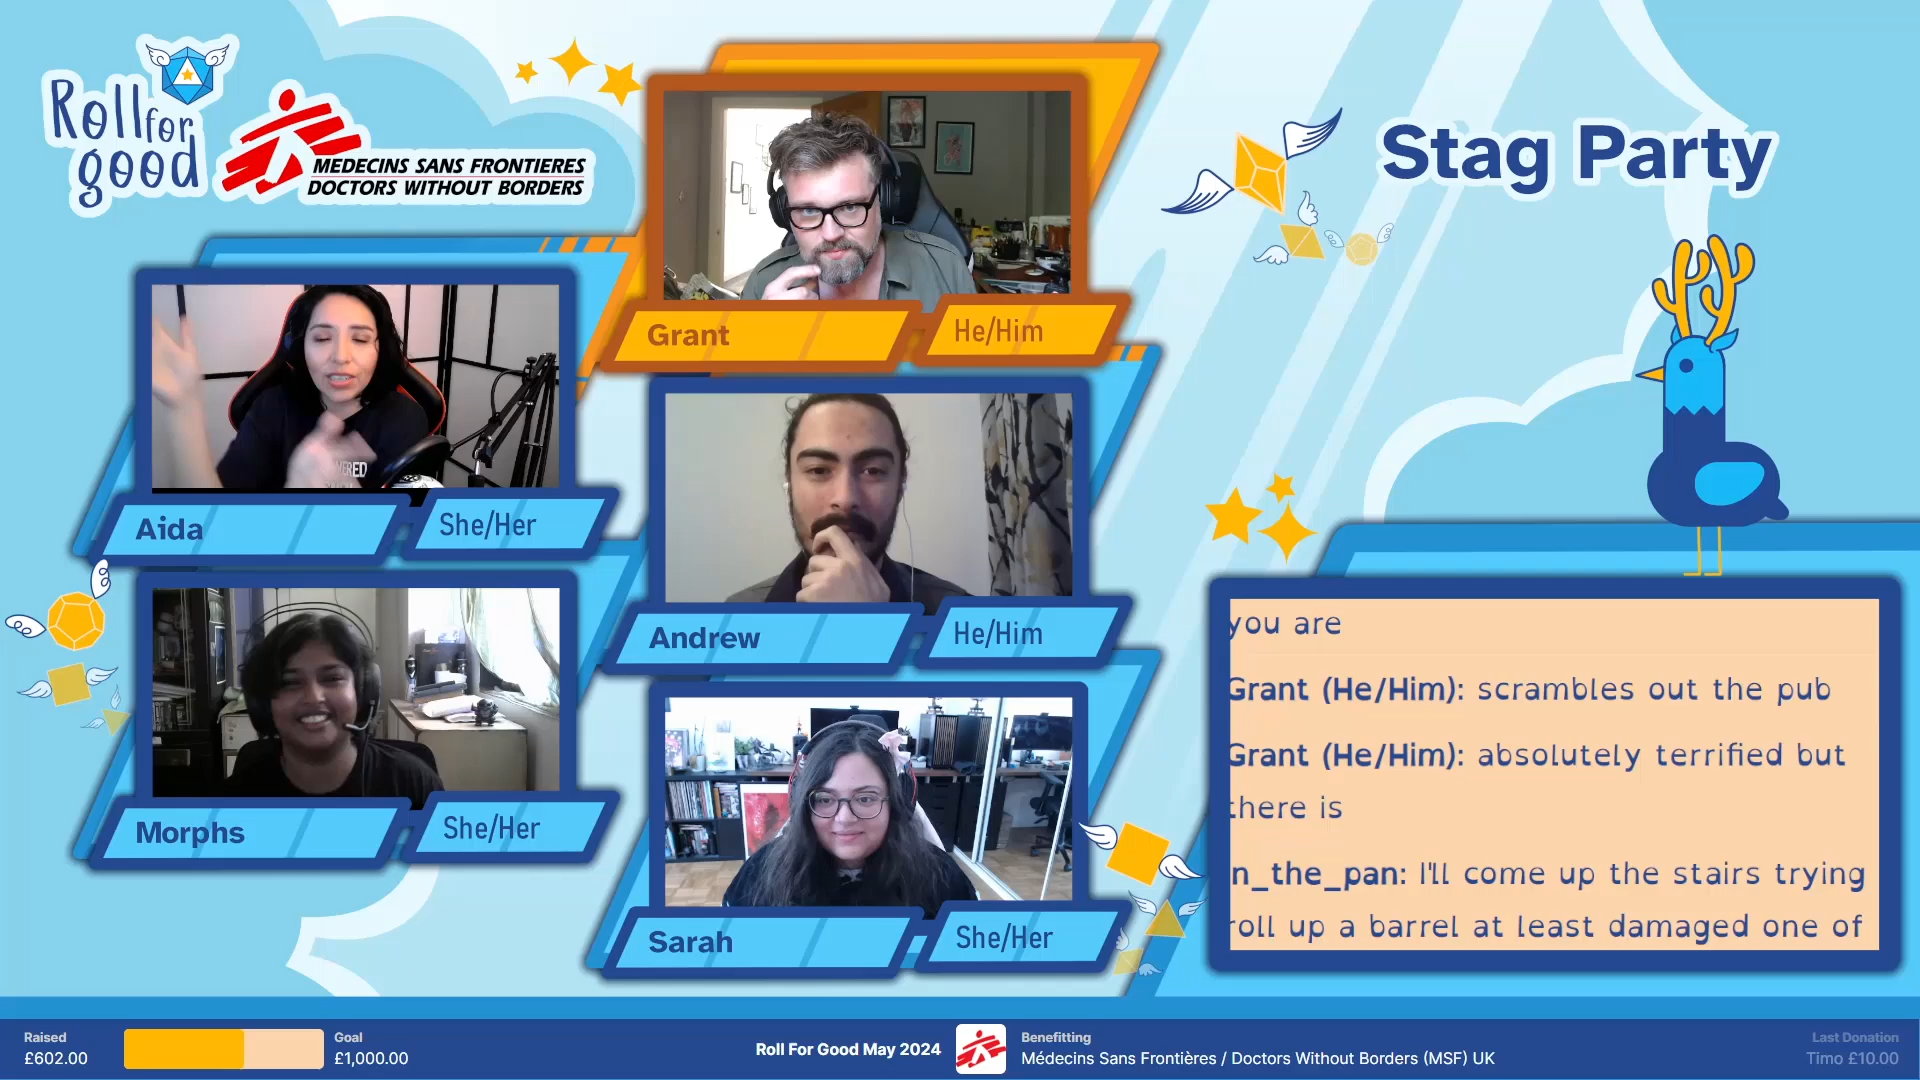 Roll for good
MEDECINS SANS FRONTIERES
DOCTORS WITHOUT BORDERS
Stag Party
Grant
He/Him
Aida
She/Her
Andrew
He/Him
Morphs
She/Her
Sarah
She/Her
you are
Grant (He/Him): scrambles out the pub
Grant (He/Him): absolutely terrified but
there is
n_the_pan: I'll come up the stairs trying
roll up a barrel at least damaged one of
Raised
£602.00
Goal
£1,000.00
Roll For Good May 2024
Benefitting
Médecins Sans Frontières / Doctors Without Borders (MSF) UK
Last Donation
Timo £10.00